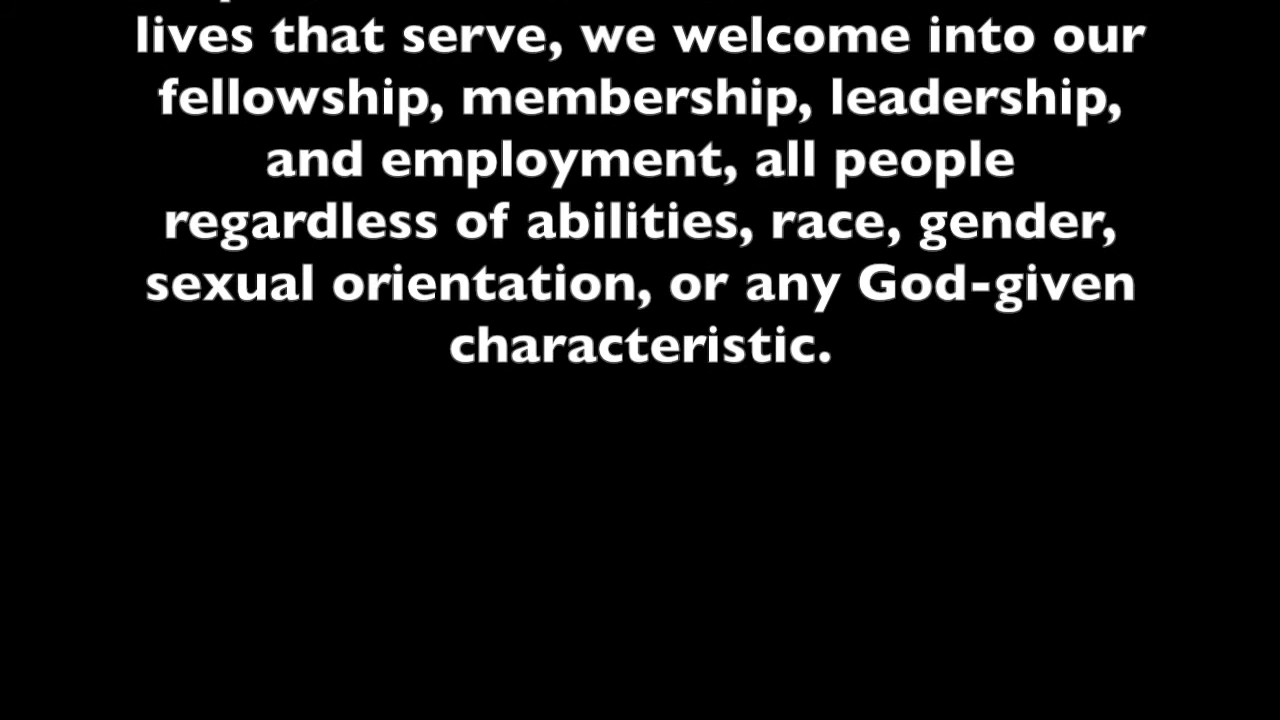 lives that serve, we welcome into our
fellowship, membership, leadership,
and employment, all people
regardless of abilities, race, gender,
sexual orientation, or any God-given
characteristic.